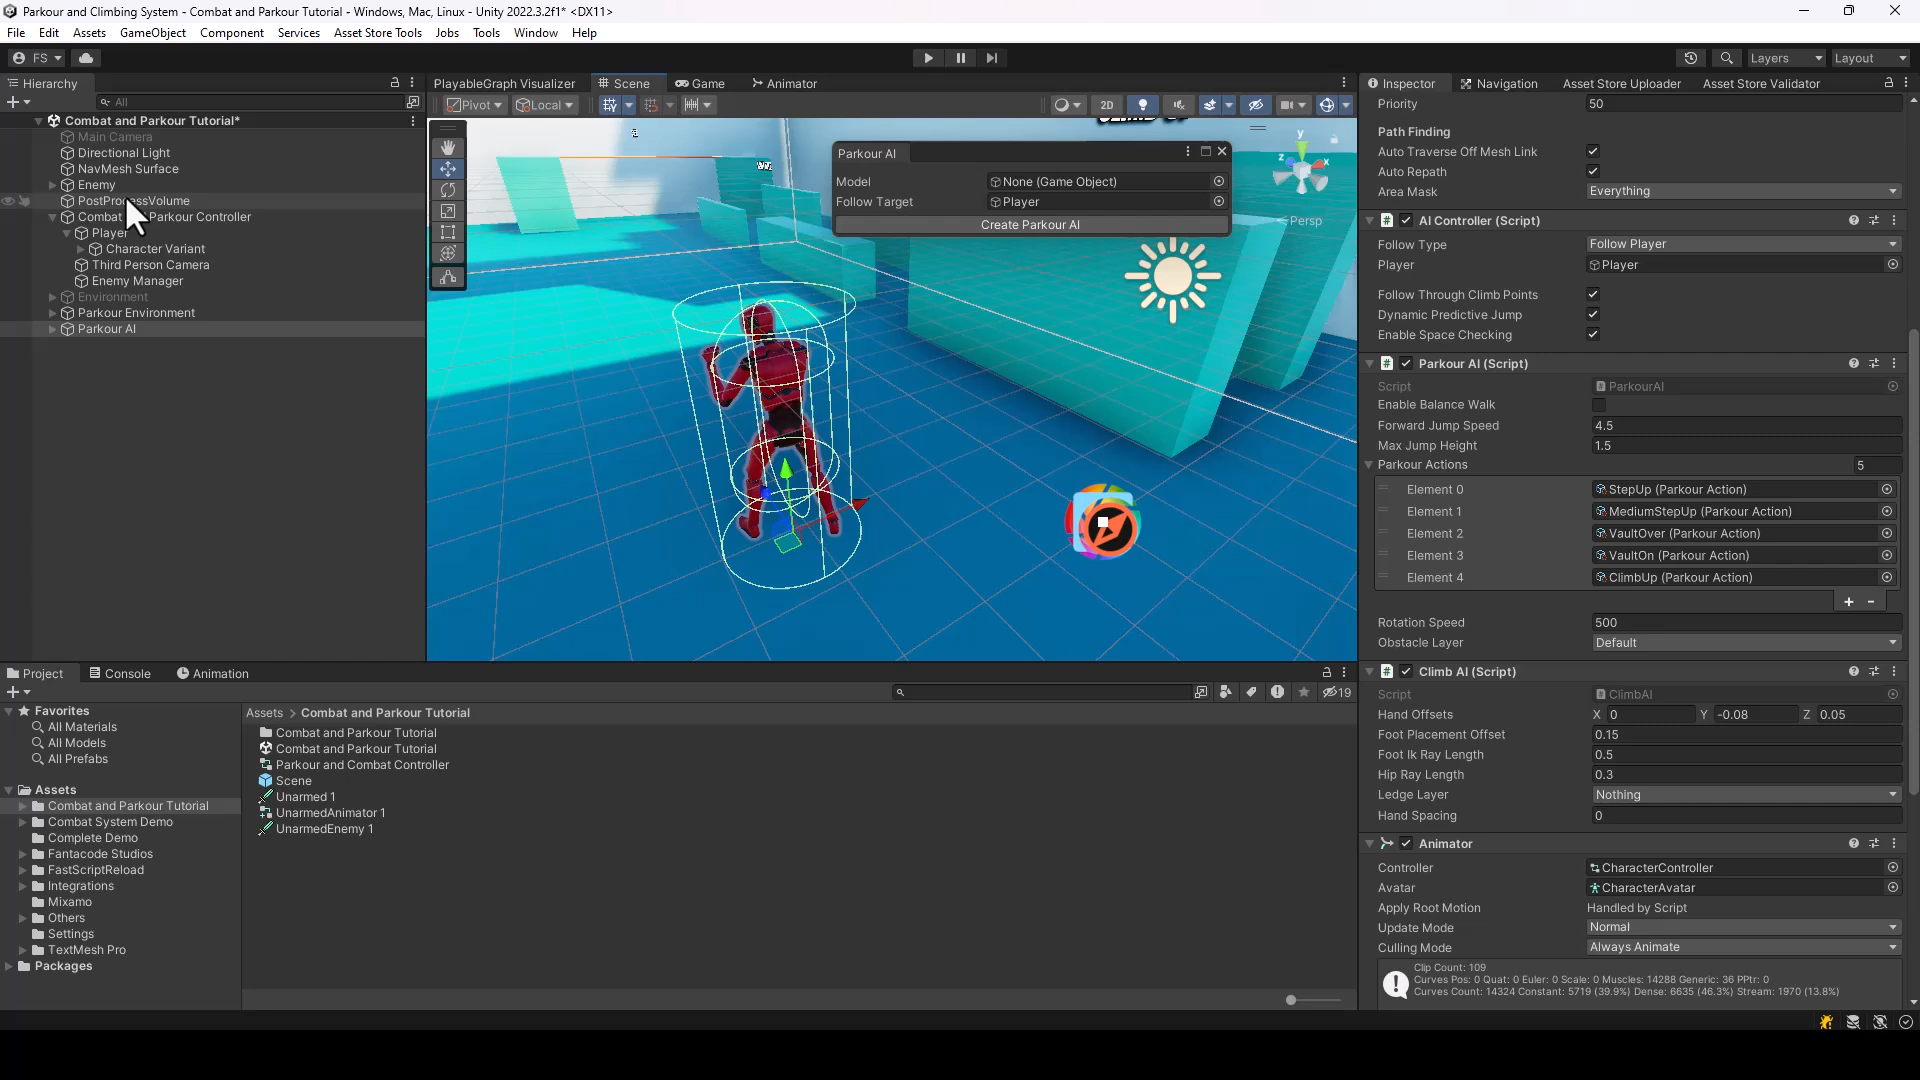 Parkour and Climbing System - Combat and Parkour Tutorial - Windows, Mac, Linux - Unity 2022.3.2f1* <DX11>
File Edit Assets GameObject Component Services Asset Store Tools Jobs Tools Window Help
FS Layers Layout
Hierarchy
All
Combat and Parkour Tutorial*
Main Camera
Directional Light
NavMesh Surface
Enemy
PostProcessVolume
Combat Parkour Controller
Player
Character Variant
Third Person Camera
Enemy Manager
Environment
Parkour Environment
Parkour AI
PlayableGraph Visualizer Scene Game Animator
Pivot Local 2D
y
x
z
Persp
Parkour AI
Model None (Game Object)
Follow Target Player
Create Parkour AI
Inspector Navigation Asset Store Uploader Asset Store Validator
Priority 50
Path Finding
Auto Traverse Off Mesh Link
Auto Repath
Area Mask Everything
AI Controller (Script)
Follow Type Follow Player
Player Player
Follow Through Climb Points
Dynamic Predictive Jump
Enable Space Checking
Parkour AI (Script)
Script ParkourAI
Enable Balance Walk
Forward Jump Speed 4.5
Max Jump Height 1.5
Parkour Actions 5
Element 0 StepUp (Parkour Action)
Element 1 MediumStepUp (Parkour Action)
Element 2 VaultOver (Parkour Action)
Element 3 VaultOn (Parkour Action)
Element 4 ClimbUp (Parkour Action)
Rotation Speed 500
Obstacle Layer Default
Climb AI (Script)
Script ClimbAI
Hand Offsets X 0 Y -0.08 Z 0.05
Foot Placement Offset 0.15
Foot Ik Ray Length 0.5
Hip Ray Length 0.3
Ledge Layer Nothing
Hand Spacing 0
Animator
Controller CharacterController
Avatar CharacterAvatar
Apply Root Motion Handled by Script
Update Mode Normal
Culling Mode Always Animate
Clip Count: 109
Curves Pos: 0 Quat: 0 Euler: 0 Scale: 0 Muscles: 14288 Generic: 36 PPtr: 0
Curves Count: 14324 Constant: 5719 (39.9%) Dense: 6635 (46.3%) Stream: 1970 (13.8%)
Project Console Animation
19
Favorites
All Materials
All Models
All Prefabs
Assets
Combat and Parkour Tutorial
Combat System Demo
Complete Demo
Fantacode Studios
FastScriptReload
Integrations
Mixamo
Others
Settings
TextMesh Pro
Packages
Assets > Combat and Parkour Tutorial
Combat and Parkour Tutorial
Combat and Parkour Tutorial
Parkour and Combat Controller
Scene
Unarmed 1
UnarmedAnimator 1
UnarmedEnemy 1